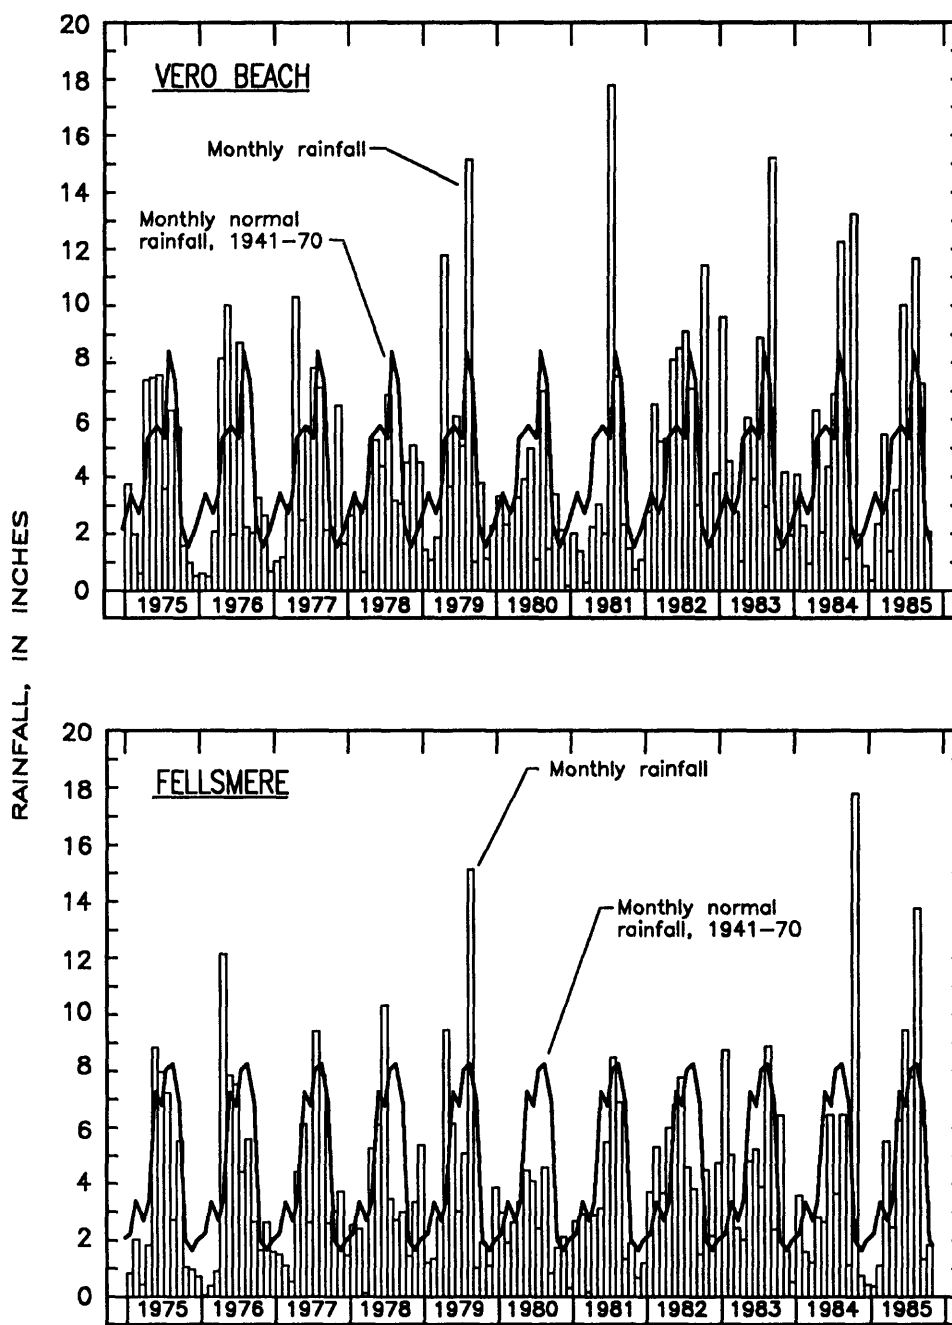 RAINFALL, IN INCHES
20
18
16
14
12
10
8
6
4
2
0
VERO BEACH
Monthly rainfall
Monthly normal
rainfall, 1941-70
1975 1976 1977 1978 1979 1980 1981 1982 1983 1984 1985
20
18
16
14
12
10
8
6
4
2
0
FELLSMERE
Monthly rainfall
Monthly normal
rainfall, 1941-70
1975 1976 1977 1978 1979 1980 1981 1982 1983 1984 1985